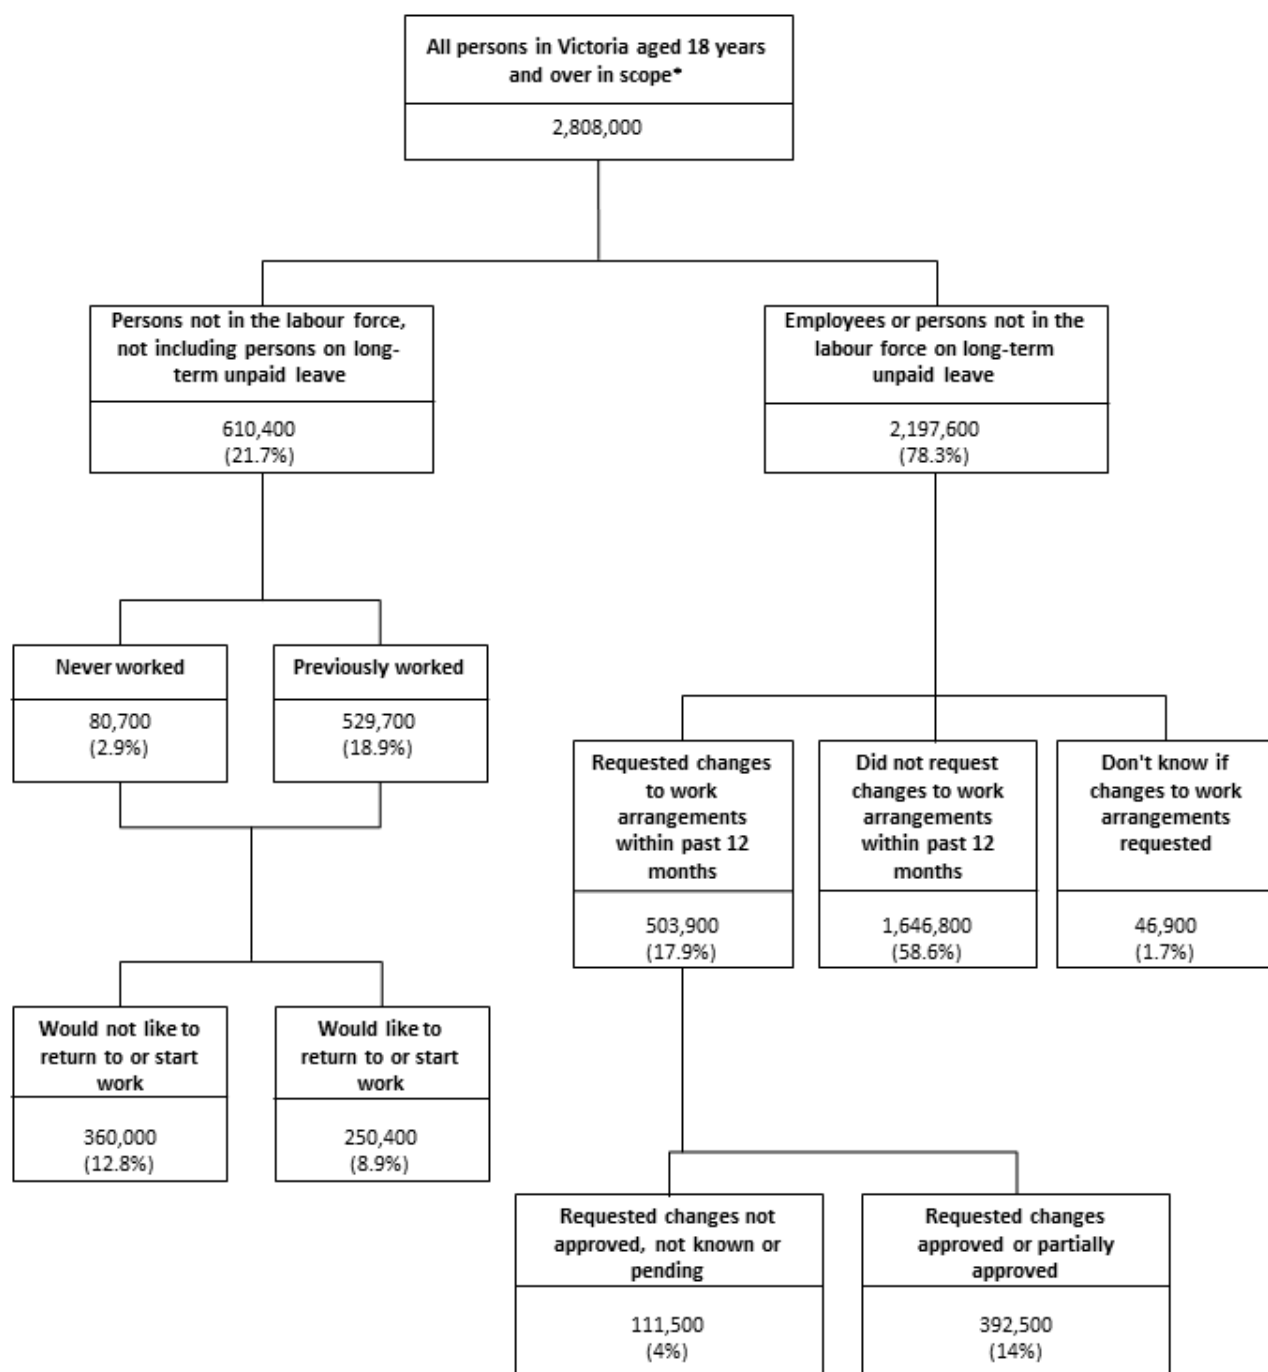 All persons in Victoria aged 18 years
and over in scope*
2,808,000
Persons not in the labour force,
not including persons on long-
term unpaid leave
610,400
(21.7%)
Employees or persons not in the
labour force on long-term
unpaid leave
2,197,600
(78.3%)
Never worked
80,700
(2.9%)
Previously worked
529,700
(18.9%)
Requested changes
to work
arrangements
within past 12
months
503,900
(17.9%)
Did not request
changes to work
arrangements
within past 12
months
1,646,800
(58.6%)
Don't know if
changes to work
arrangements
requested
46,900
(1.7%)
Would not like to
return to or start
work
360,000
(12.8%)
Would like to
return to or start
work
250,400
(8.9%)
Requested changes not
approved, not known or
pending
111,500
(4%)
Requested changes
approved or partially
approved
392,500
(14%)